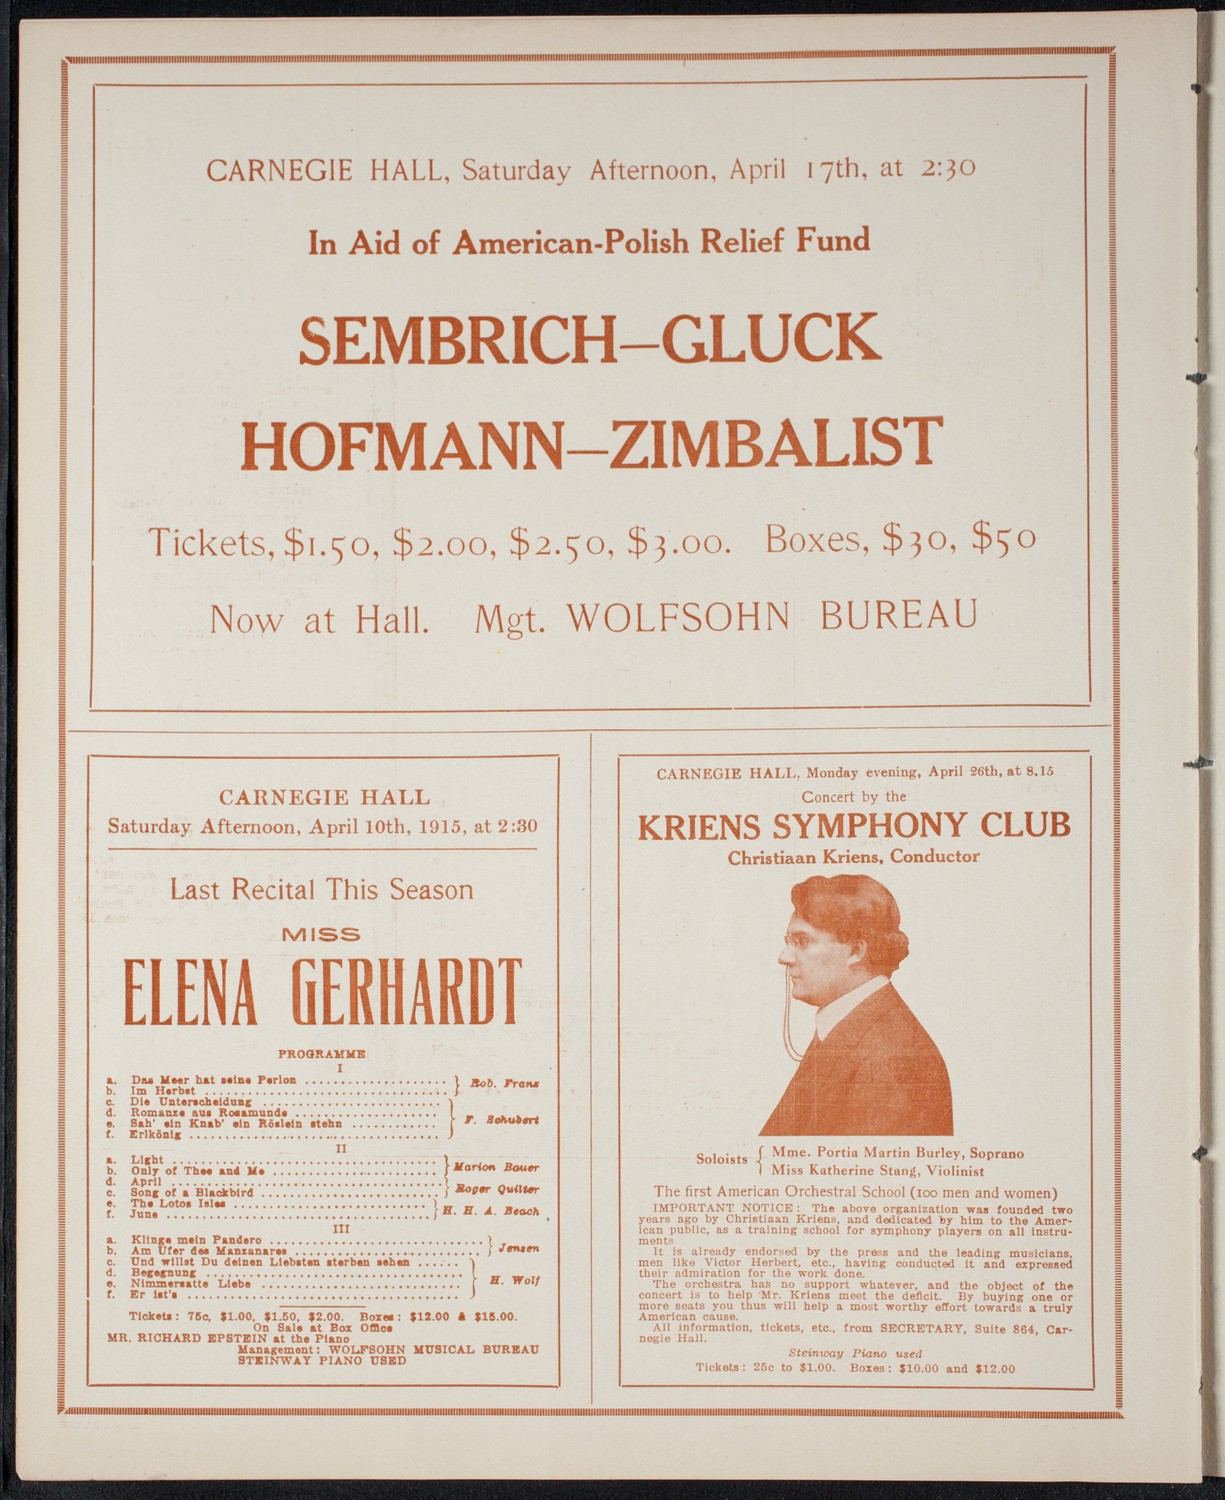 CARNEGIE HALL, Saturday Afternoon, April 17th, at 2:30
In Aid of American-Polish Relief Fund
SEMBRICH—GLUCK
HOFMANN—ZIMBALIST
Tickets, $1.50, $2.00, $2.50, $3.00. Boxes, $30, $50
Now at Hall. Mgt. WOLFSOHN BUREAU
CARNEGIE HALL
Saturday Afternoon, April 10th, 1915, at 2:30
Last Recital This Season
MISS
ELENA GERHARDT
PROGRAMME
I
a. Das Meer hat seine Perlon
b. Im Herbst
Rob. Franz
c. Die Unterscheidung
d. Romanze aus Rosamunde
e. Sah' ein Knab' ein Röslein stehn
f. Erlkönig
F. Schubert
II
a. Light
b. Only of Thee and Me
Marion Bauer
d. April
c. Song of a Blackbird
Roger Quilter
e. The Lotos Isles
f. June
H. H. A. Beach
III
a. Klinge mein Pandero
b. Am Ufer des Manzanares
Jensen
c. Und willst Du deinen Liebsten sterben sehen
d. Begegnung
e. Nimmersatte Liebe
f. Er ist's
H. Wolf
Tickets: 75c, $1.00, $1.50, $2.00. Boxes: $12.00 & $15.00.
On Sale at Box Office
MR. RICHARD EPSTEIN at the Piano
Management: WOLFSOHN MUSICAL BUREAU
STEINWAY PIANO USED
CARNEGIE HALL, Monday evening, April 26th, at 8.15
Concert by the
KRIENS SYMPHONY CLUB
Christiaan Kriens, Conductor
Soloists { Mme. Portia Martin Burley, Soprano
Miss Katherine Stang, Violinist
The first American Orchestral School (100 men and women)
IMPORTANT NOTICE: The above organization was founded two
years ago by Christiaan Kriens, and dedicated by him to the Amer-
ican public, as a training school for symphony players on all instru-
ments
It is already endorsed by the press and the leading musicians,
men like Victor Herbert, etc., having conducted it and expressed
their admiration for the work done.
The orchestra has no support whatever, and the object of the
concert is to help Mr. Kriens meet the deficit. By buying one or
more seats you thus will help a most worthy effort towards a truly
American cause.
All information, tickets, etc., from SECRETARY, Suite 864, Car-
negie Hall.
Steinway Piano used
Tickets: 25c to $1.00. Boxes: $10.00 and $12.00